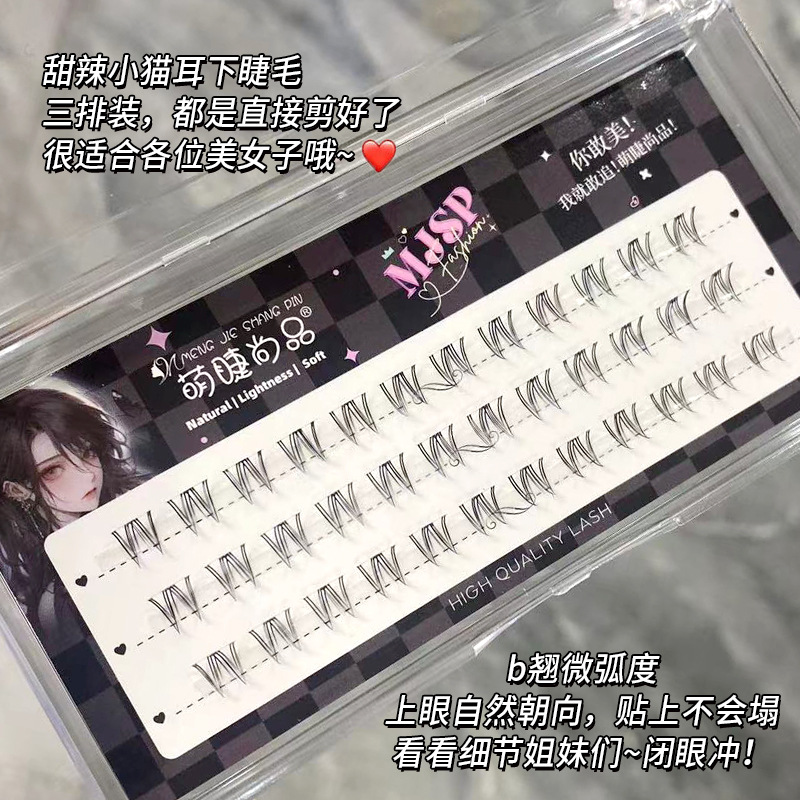 甜辣小猫耳下睫毛
三排装，都是直接剪好了
很适合各位美女子哦~❤️
你敢美！
我就敢追！萌睫尚品！
MJSP
fashion
MENG JIE SHANG PIN
萌睫尚品®
Natural | Lightness | Soft
HIGH QUALITY LASH
b翘微弧度
上眼自然朝向，贴上不会塌
看看细节姐妹们~闭眼冲！